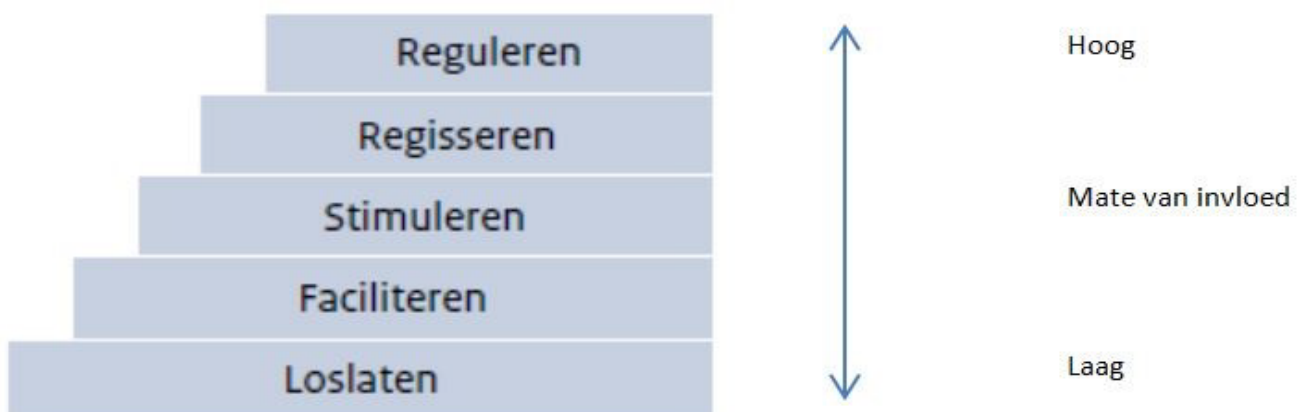 Reguleren
Hoog
Regisseren
Mate van invloed
Stimuleren
Faciliteren
Laag
Loslaten